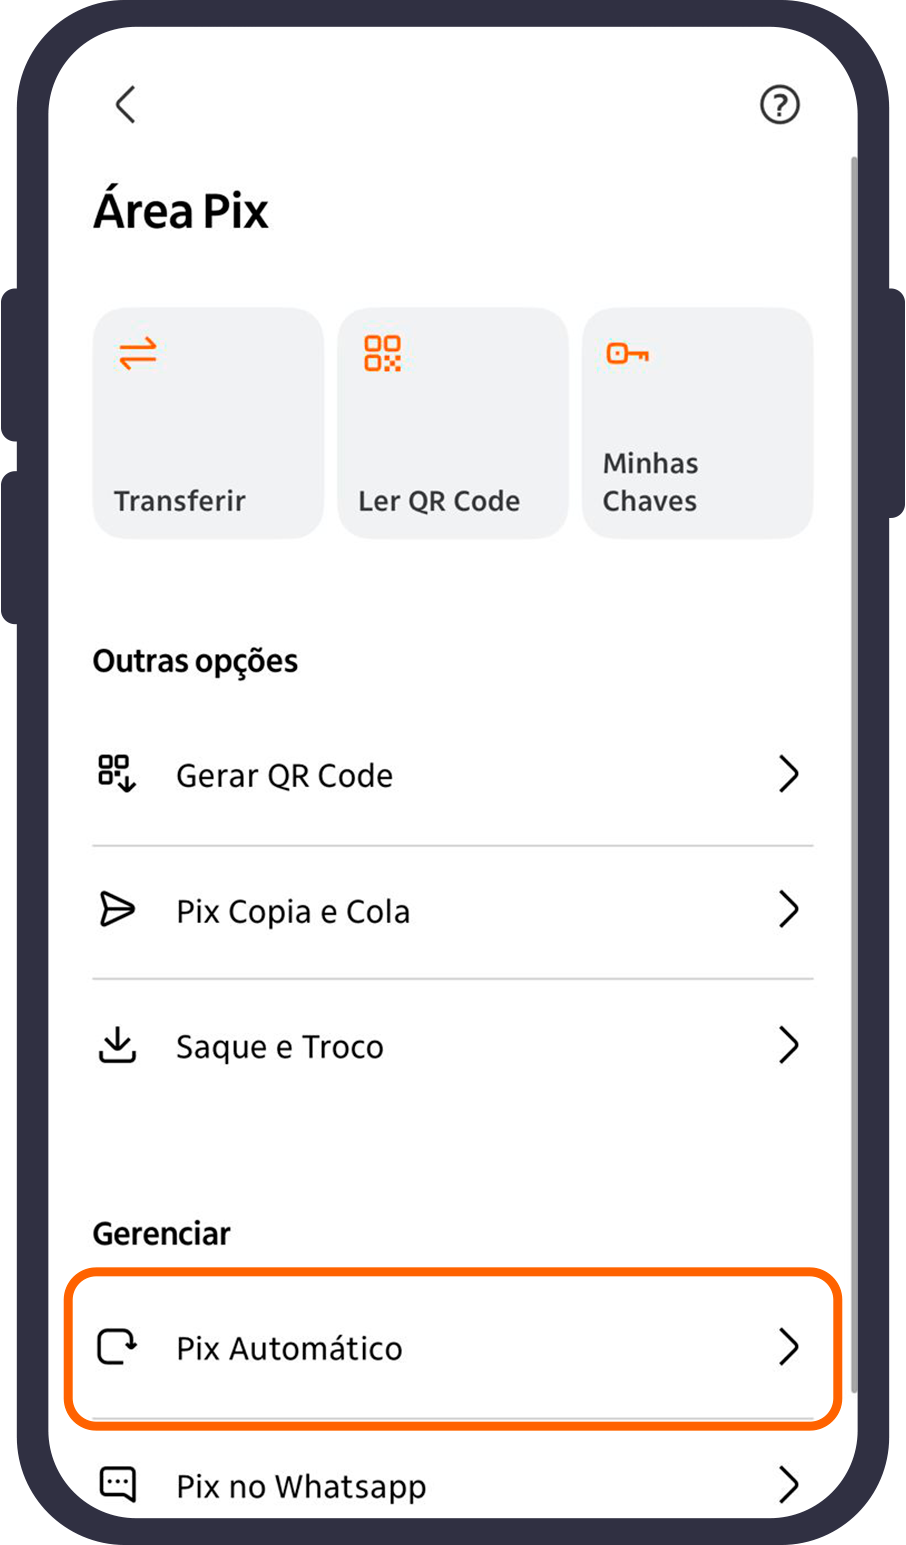 Área Pix
Transferir
Ler QR Code
Minhas
Chaves
Outras opções
Gerar QR Code
Pix Copia e Cola
Saque e Troco
Gerenciar
Pix Automático
Pix no Whatsapp